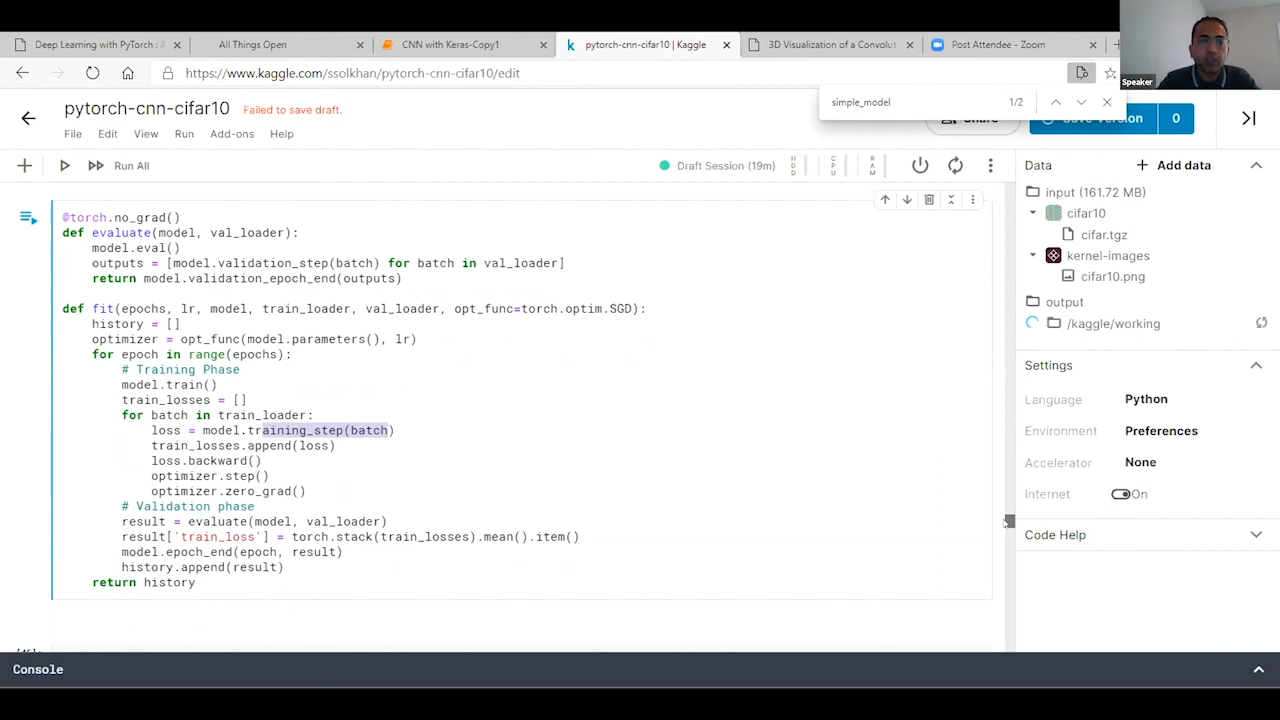 Deep Learning with PyTorch : A
All Things Open
CNN with Keras-Copy1
pytorch-cnn-cifar10 | Kaggle
3D Visualization of a Convolut
Post Attendee - Zoom
https://www.kaggle.com/ssolkhan/pytorch-cnn-cifar10/edit
Speaker
pytorch-cnn-cifar10 Failed to save draft.
simple_model 1/2
Share
Save Version 0
File Edit View Run Add-ons Help
Run All
Draft Session (19m)
HDD
CPU
RAM
@torch.no_grad()
def evaluate(model, val_loader):
    model.eval()
    outputs = [model.validation_step(batch) for batch in val_loader]
    return model.validation_epoch_end(outputs)
def fit(epochs, lr, model, train_loader, val_loader, opt_func=torch.optim.SGD):
    history = []
    optimizer = opt_func(model.parameters(), lr)
    for epoch in range(epochs):
        # Training Phase
        model.train()
        train_losses = []
        for batch in train_loader:
            loss = model.training_step(batch)
            train_losses.append(loss)
            loss.backward()
            optimizer.step()
            optimizer.zero_grad()
        # Validation phase
        result = evaluate(model, val_loader)
        result['train_loss'] = torch.stack(train_losses).mean().item()
        model.epoch_end(epoch, result)
        history.append(result)
    return history
Data
Add data
input (161.72 MB)
cifar10
cifar.tgz
kernel-images
cifar10.png
output
/kaggle/working
Settings
Language Python
Environment Preferences
Accelerator None
Internet On
Code Help
Console